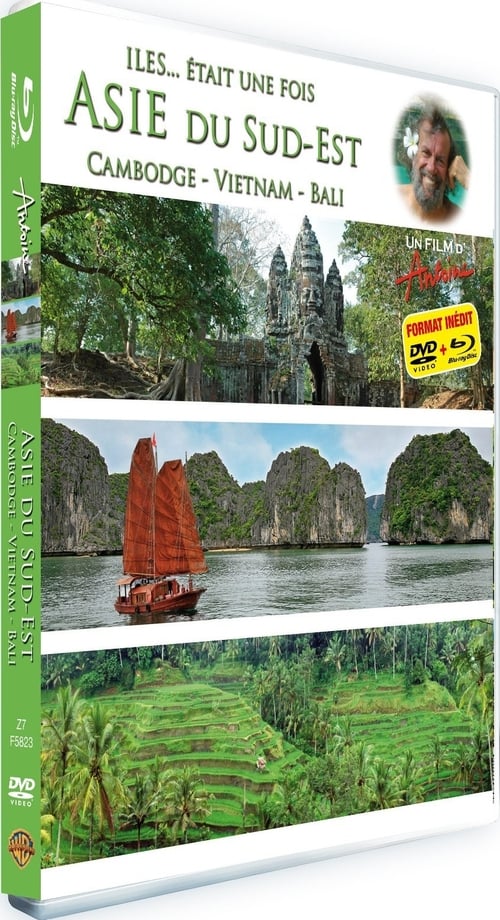 ILES... ÉTAIT UNE FOIS
ASIE DU SUD-EST
CAMBODGE - VIETNAM - BALI
UN FILM D'
Antoine
FORMAT INÉDIT
DVD + Blu-ray Disc
VIDEO
Blu-ray Disc
Antoine
ASIE DU SUD-EST
CAMBODGE - VIETNAM - BALI
Z7
F5823
DVD
VIDEO
WB